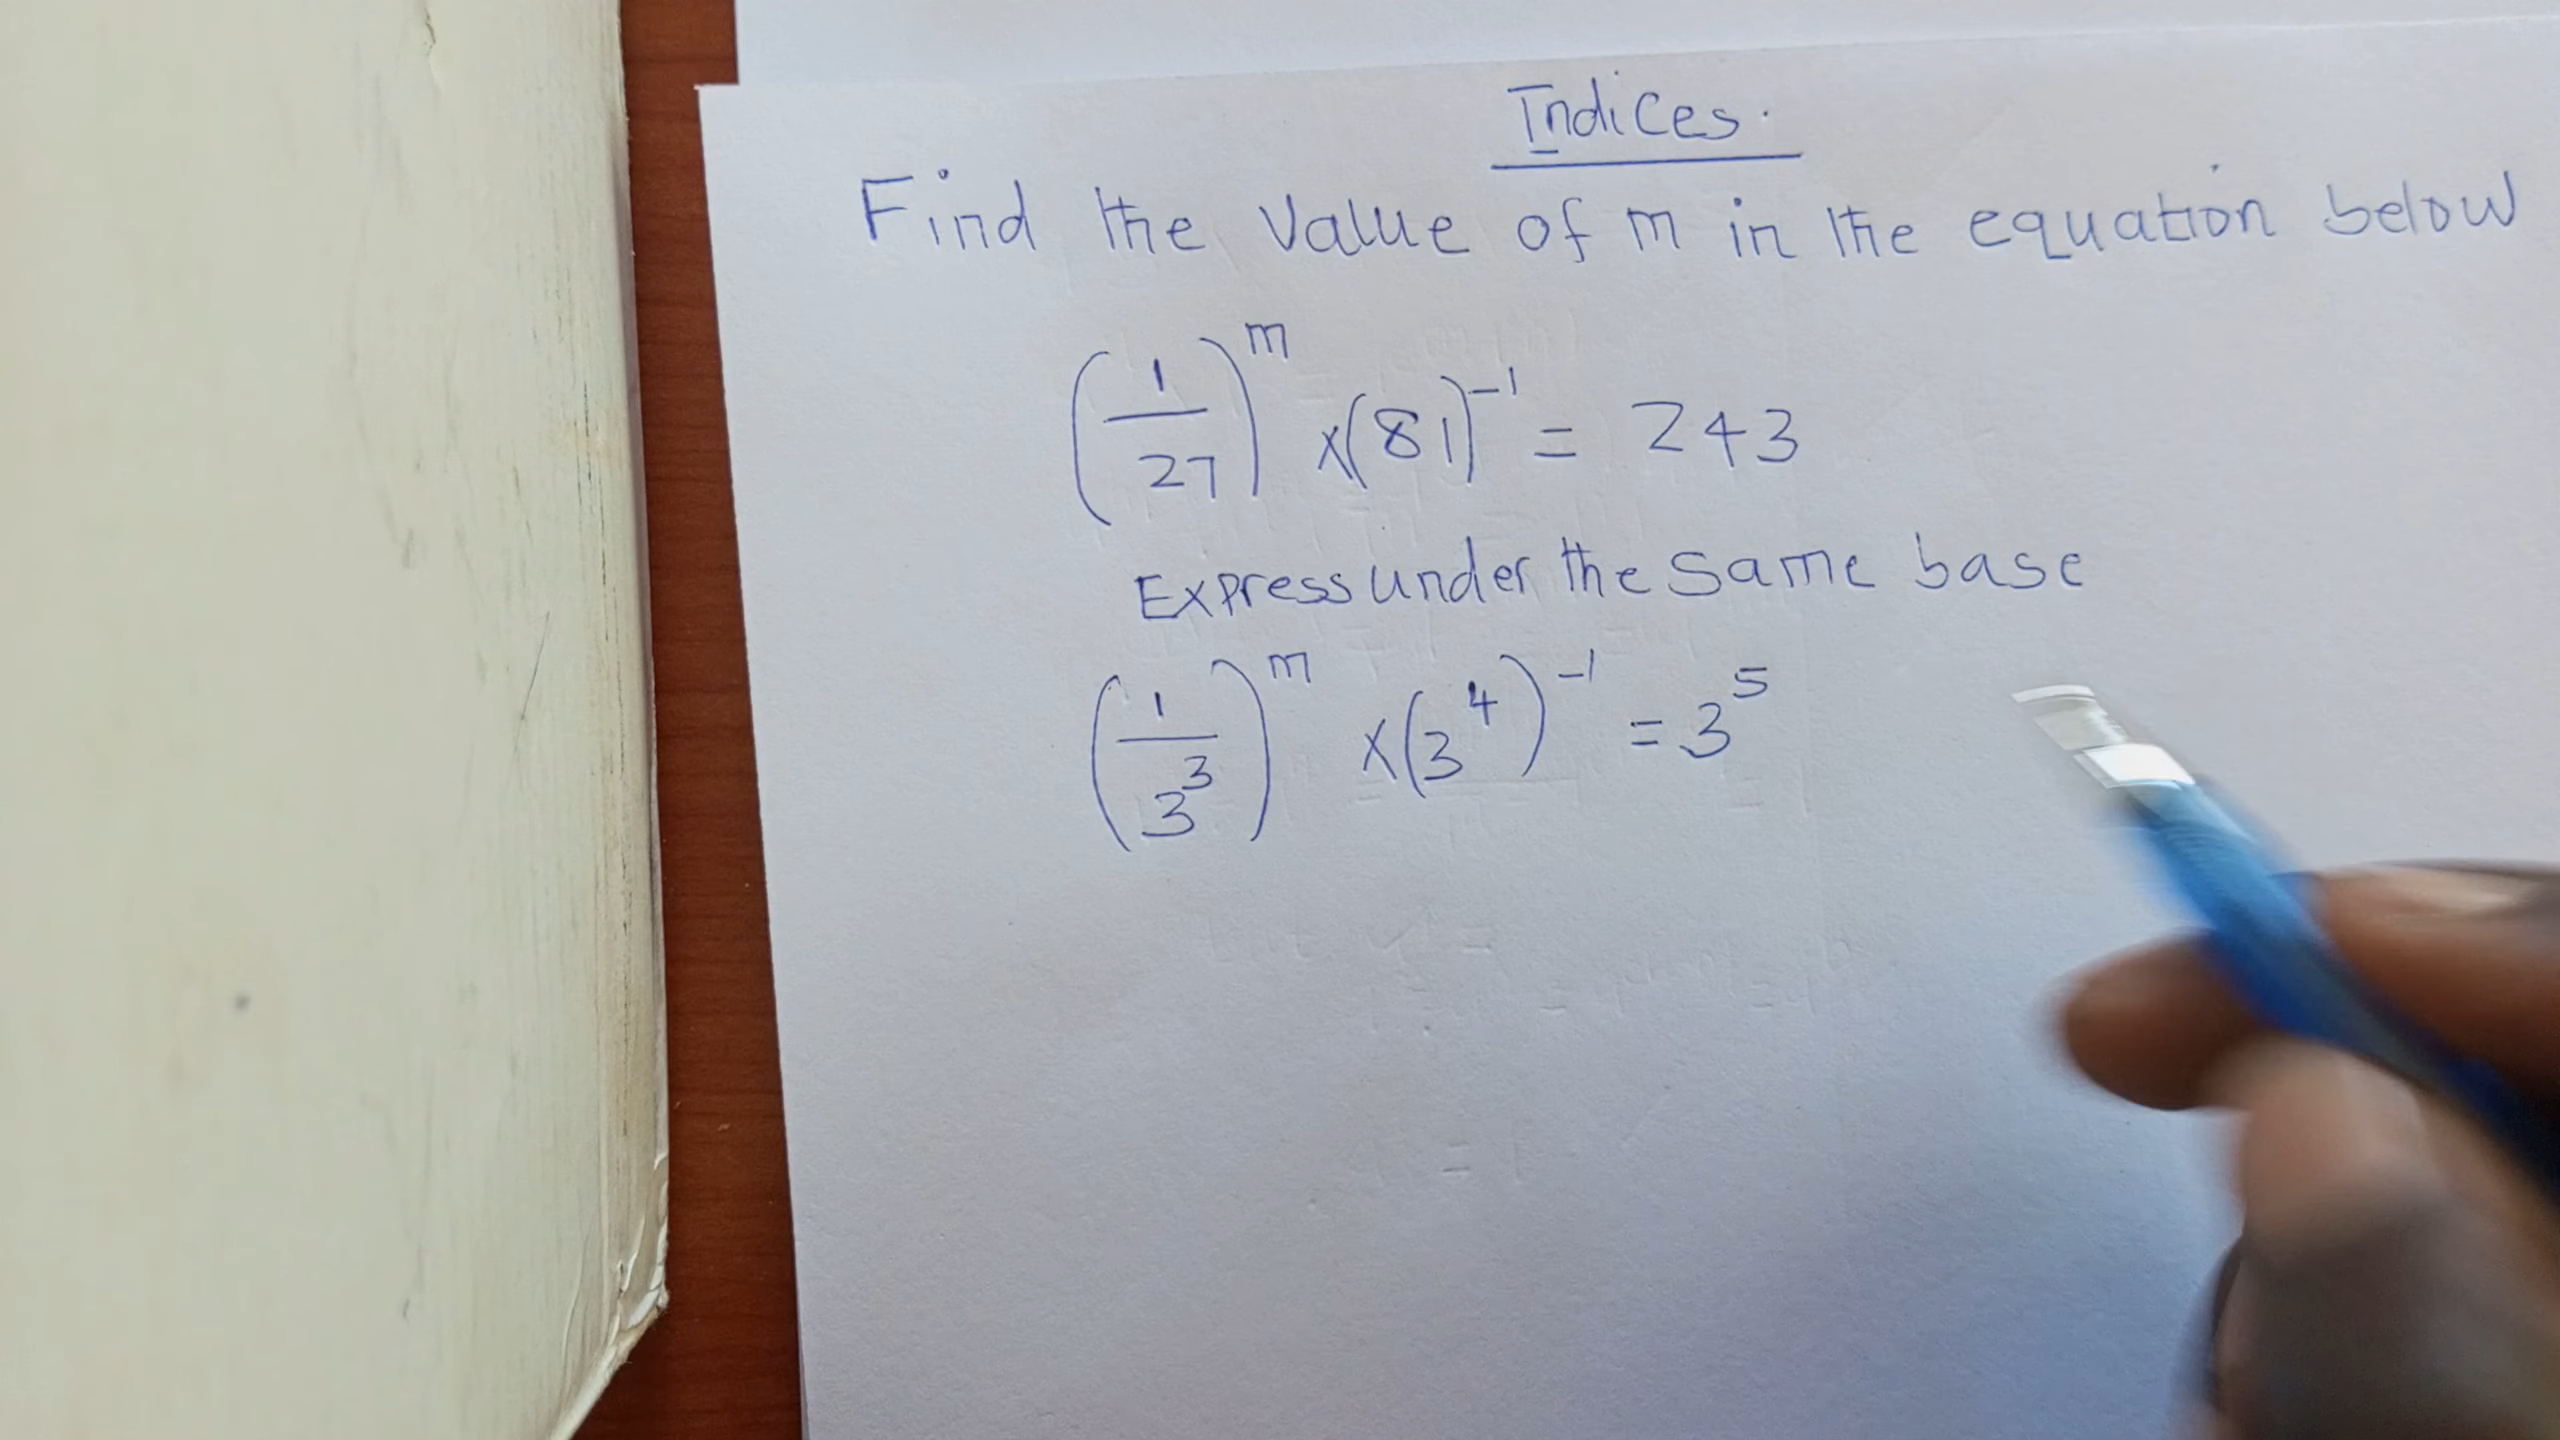 Indices.
Find the value of m in the equation below
(1/27)^m ×(81)^-1 = 243
Express under the same base
(1/3^3)^m ×(3^4)^-1 = 3^5